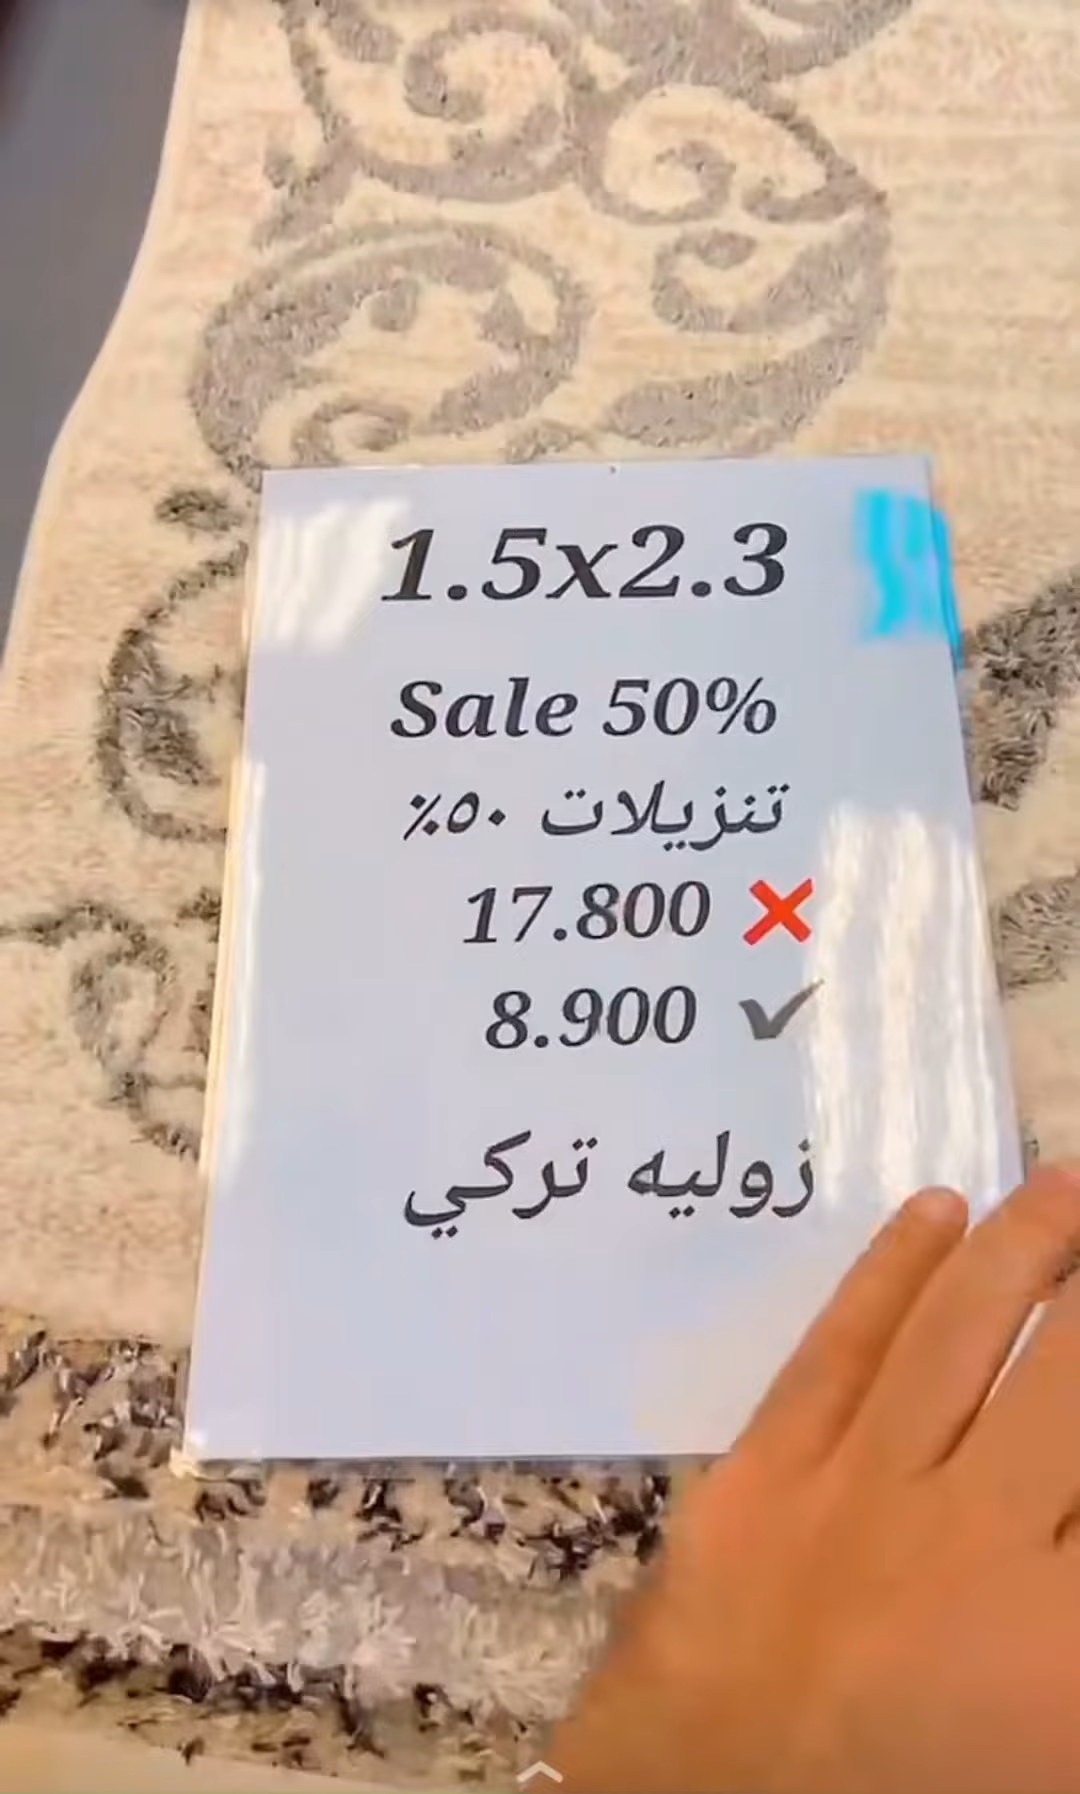 1.5x2.3
Sale 50%
تنزيلات ٥٠٪
17.800 ❌
8.900 ✔
زوليه تركي